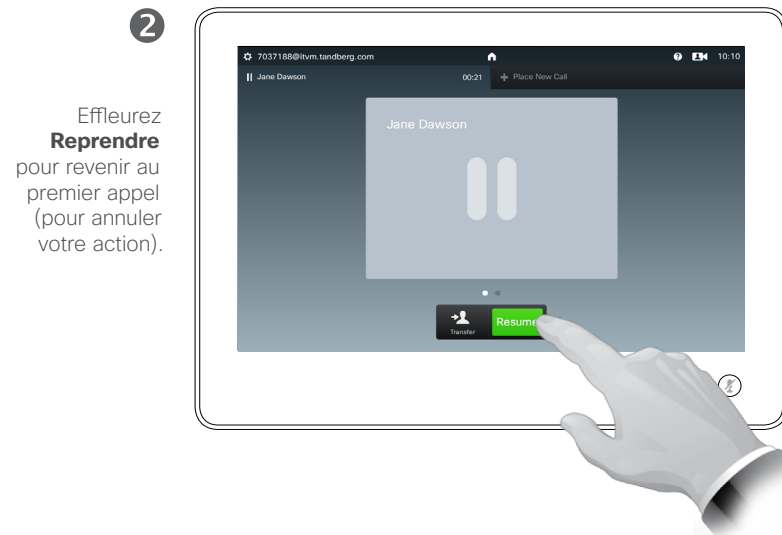 2
Effleurez
Reprendre
pour revenir au
premier appel
(pour annuler
votre action).
7037188@itvm.tandberg.com 10:10
Jane Dawson 00:21 Place New Call
Jane Dawson
Transfer Resume